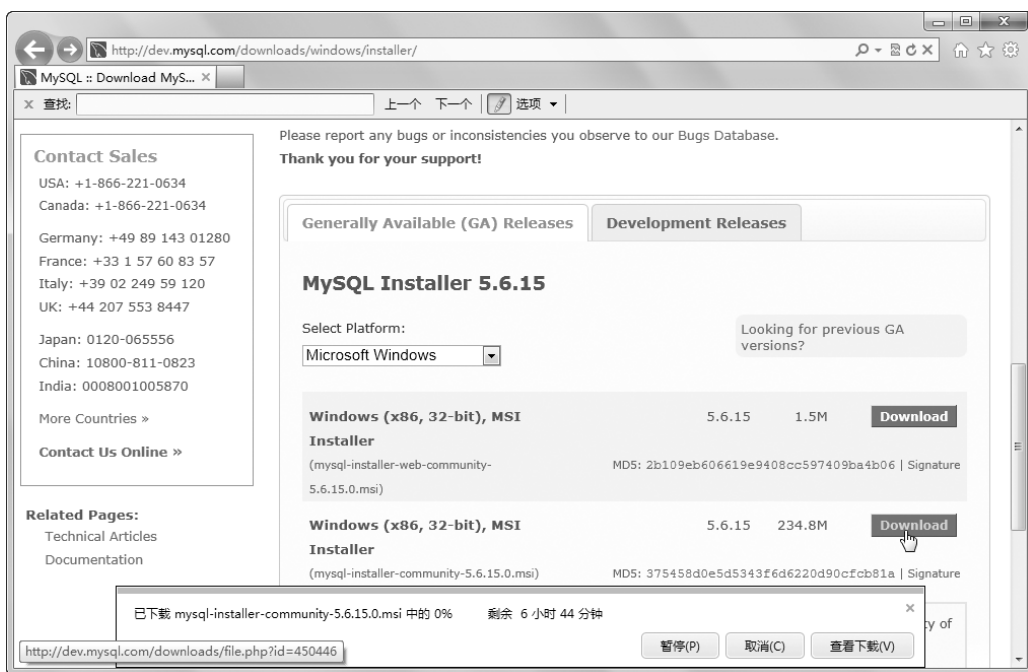 http://dev.mysql.com/downloads/windows/installer/
MySQL :: Download MyS...
x 查找: 上一个 下一个 选项
Please report any bugs or inconsistencies you observe to our Bugs Database.
Thank you for your support!
Contact Sales
USA: +1-866-221-0634
Canada: +1-866-221-0634
Germany: +49 89 143 01280
France: +33 1 57 60 83 57
Italy: +39 02 249 59 120
UK: +44 207 553 8447
Japan: 0120-065556
China: 10800-811-0823
India: 0008001005870
More Countries »
Contact Us Online »
Related Pages:
Technical Articles
Documentation
Generally Available (GA) Releases
Development Releases
MySQL Installer 5.6.15
Select Platform:
Microsoft Windows
Looking for previous GA
versions?
Windows (x86, 32-bit), MSI 5.6.15 1.5M Download
Installer
(mysql-installer-web-community- MD5: 2b109eb606619e9408cc597409ba4b06 | Signature
5.6.15.0.msi)
Windows (x86, 32-bit), MSI 5.6.15 234.8M Download
Installer
(mysql-installer-community-5.6.15.0.msi) MD5: 375458d0e5d5343f6d6220d90cfcb81a | Signature
ty of
已下载 mysql-installer-community-5.6.15.0.msi 中的 0% 剩余 6 小时 44 分钟
暂停(P) 取消(C) 查看下载(V)
http://dev.mysql.com/downloads/file.php?id=450446